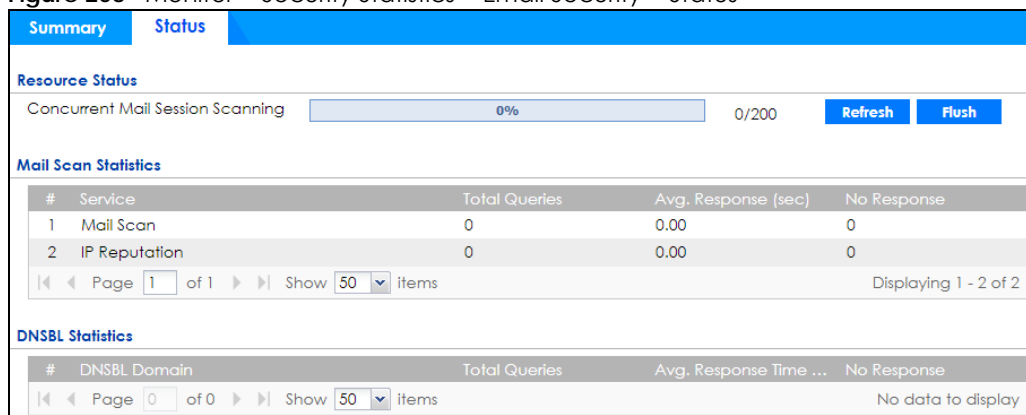 Summary Status
Resource Status
Concurrent Mail Session Scanning 0% 0/200 Refresh Flush
Mail Scan Statistics
# Service Total Queries Avg. Response (sec) No Response
1 Mail Scan 0 0.00 0
2 IP Reputation 0 0.00 0
Page 1 of 1 Show 50 items Displaying 1 - 2 of 2
DNSBL Statistics
# DNSBL Domain Total Queries Avg. Response Time ... No Response
Page 0 of 0 Show 50 items No data to display